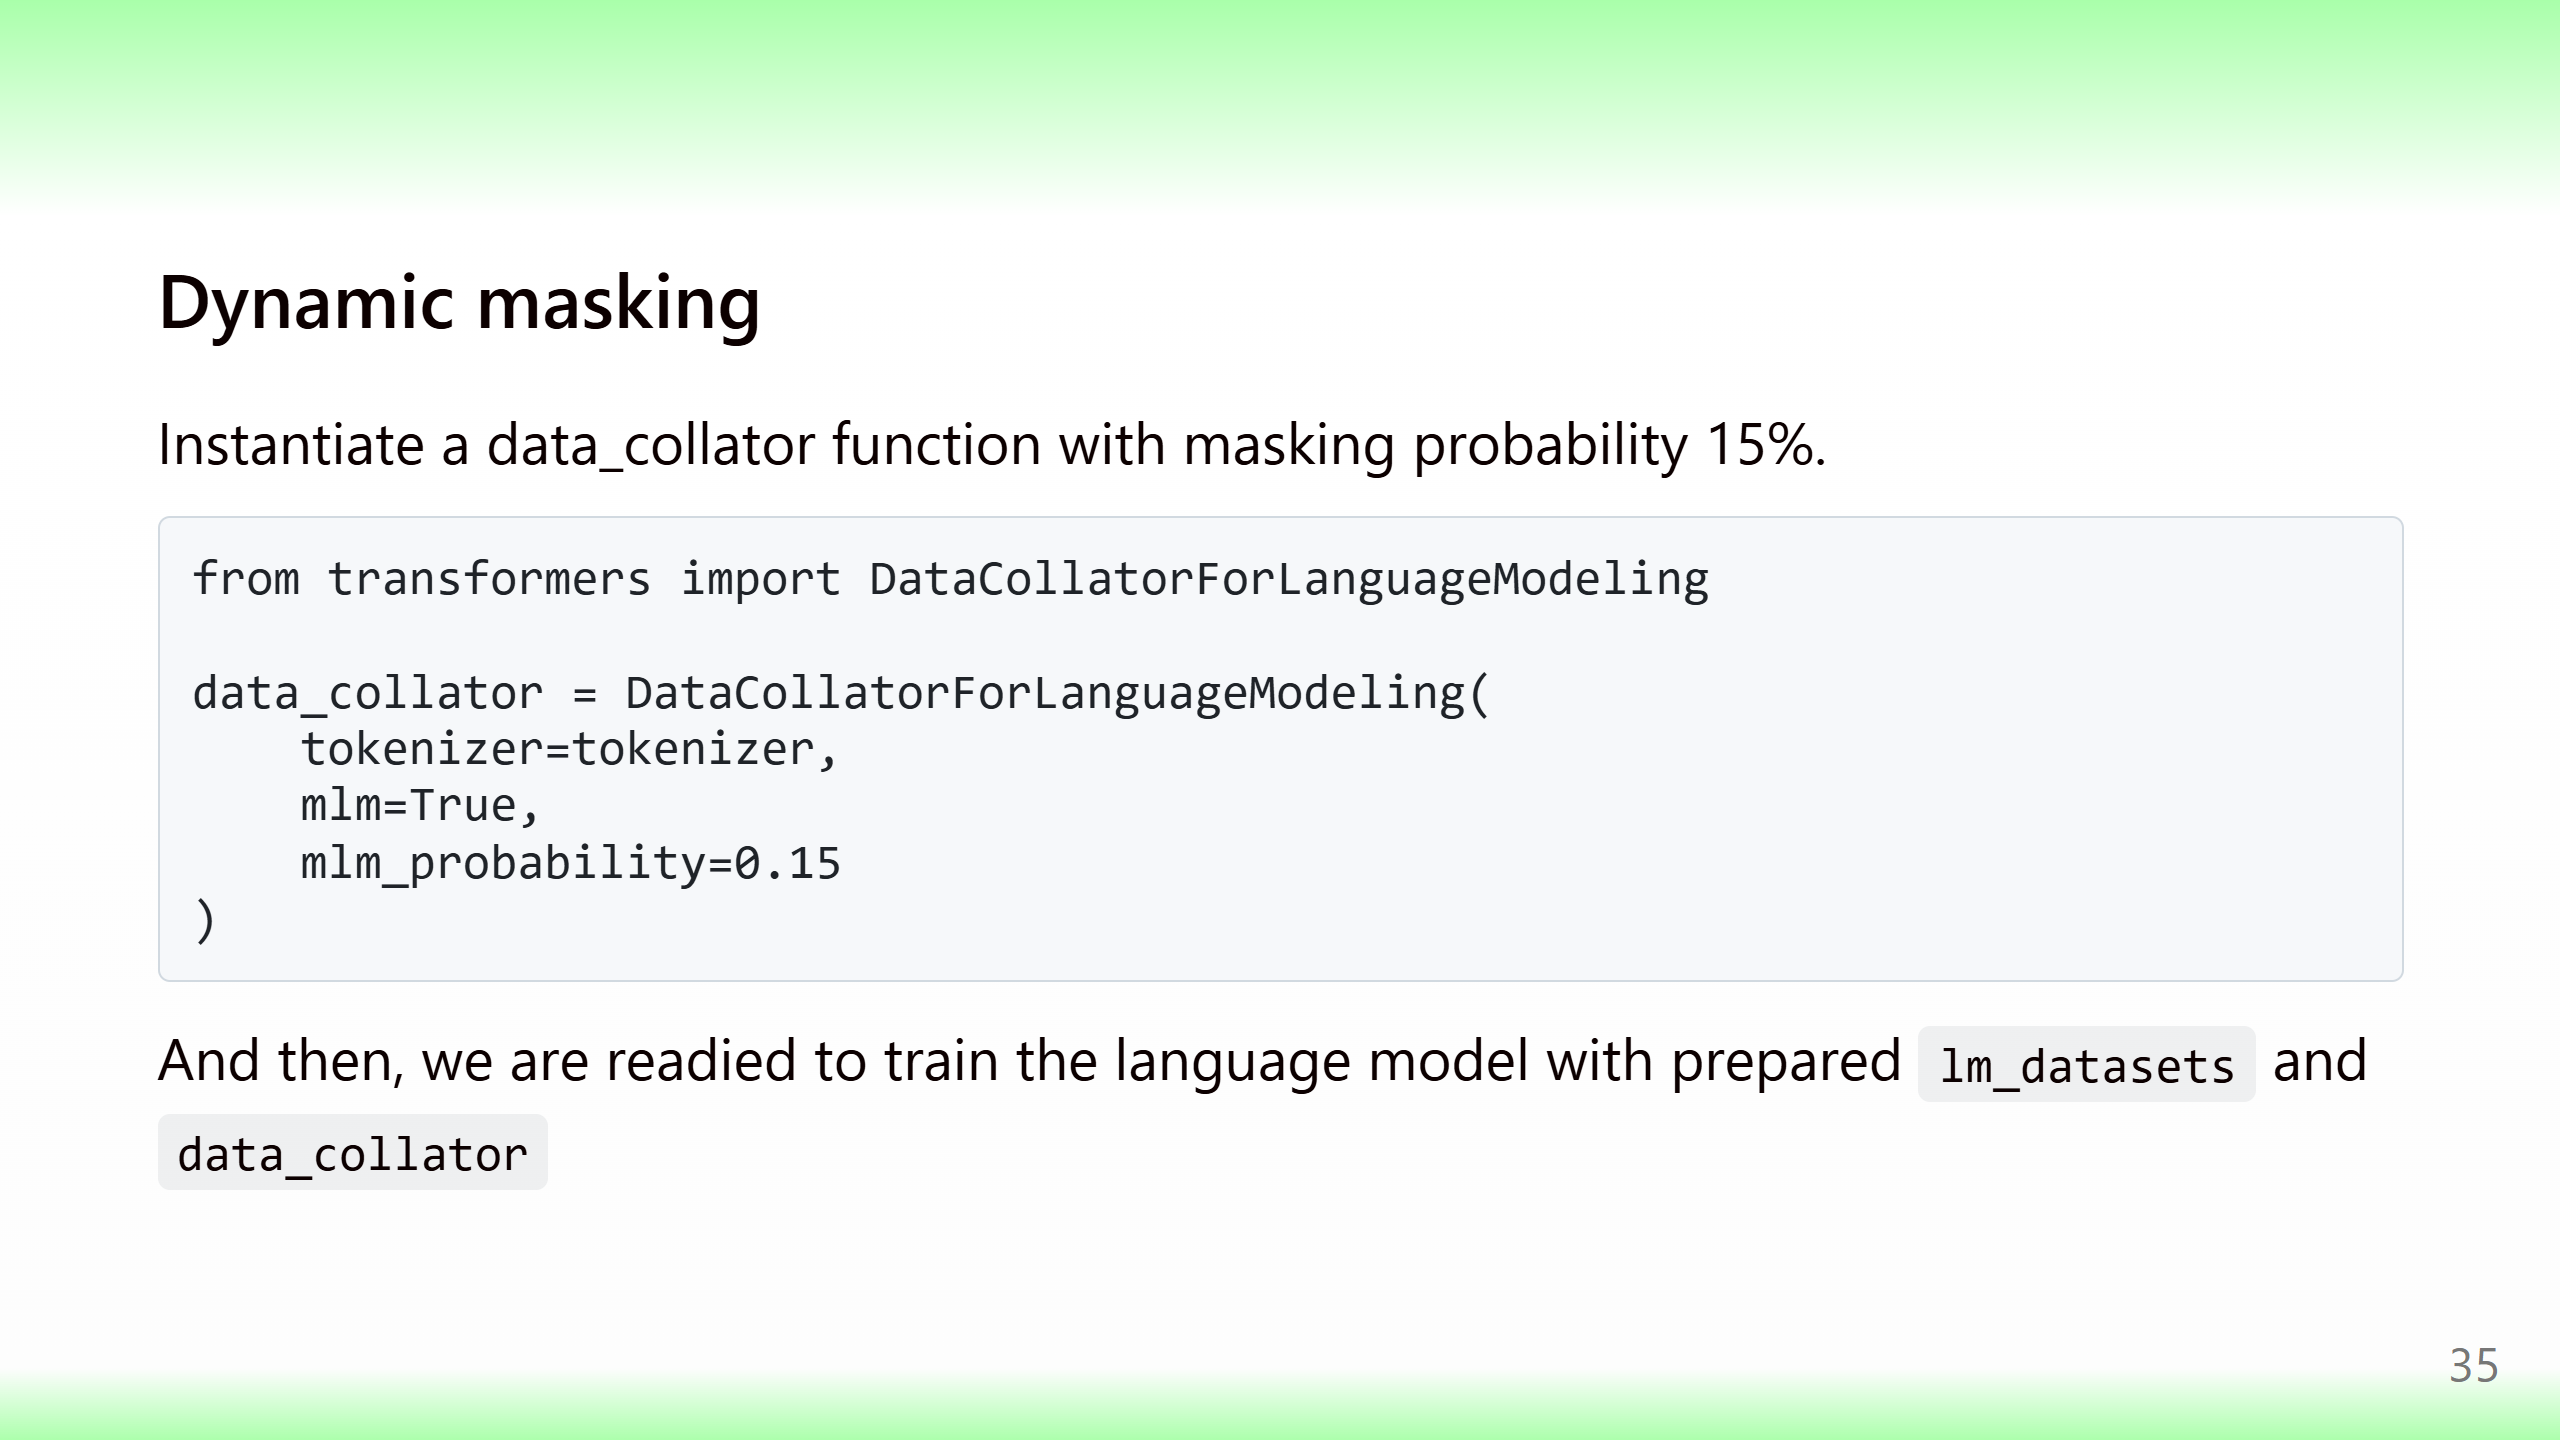 Dynamic masking
Instantiate a data_collator function with masking probability 15%.
from transformers import DataCollatorForLanguageModeling
data_collator = DataCollatorForLanguageModeling(
    tokenizer=tokenizer,
    mlm=True,
    mlm_probability=0.15
)
And then, we are readied to train the language model with prepared lm_datasets and
data_collator
35